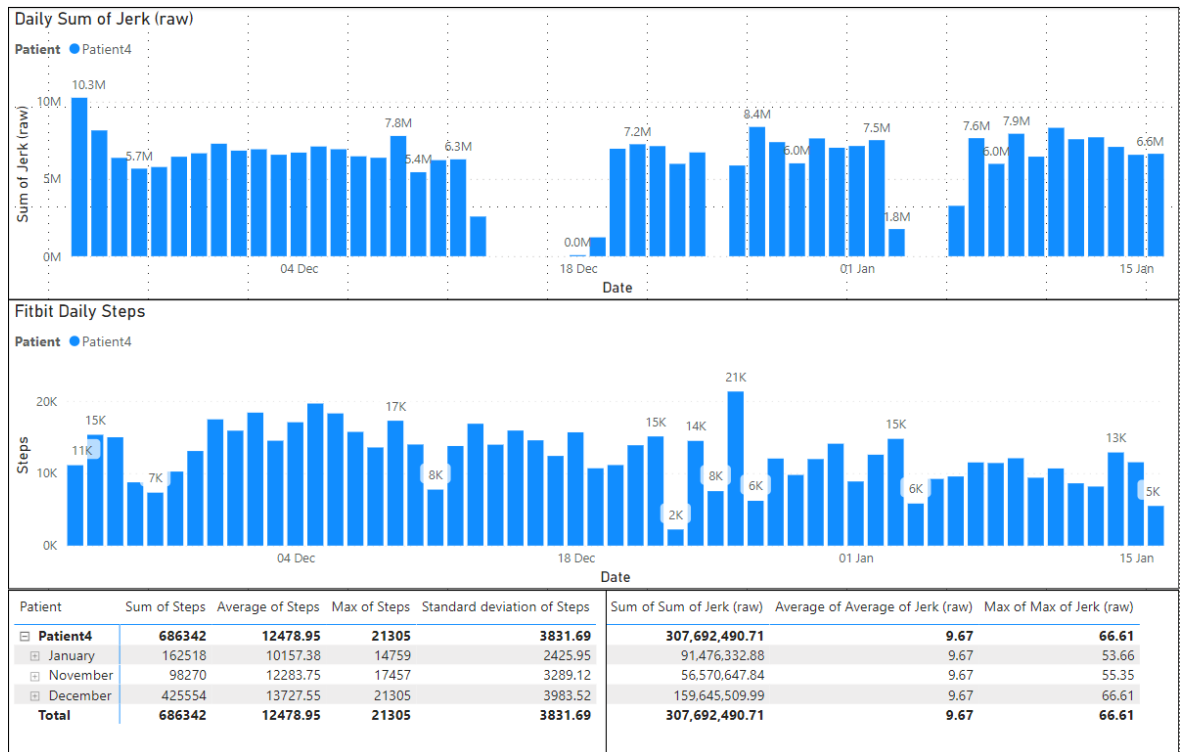 Daily Sum of Jerk (raw)
Patient Patient4
10.3M
10M
7.8M
8.4M
7.2M
7.5M
7.6M
7.9M
5.7M
5.4M
6.3M
6.0M
6.0M
6.6M
5M
1.8M
0.0M
0M
Sum of Jerk (raw)
04 Dec
18 Dec
01 Jan
15 Jan
Date
Fitbit Daily Steps
Patient Patient4
21K
20K
15K
17K
15K
14K
15K
13K
11K
10K
7K
8K
8K
6K
6K
5K
2K
0K
Steps
04 Dec
18 Dec
01 Jan
15 Jan
Date
Patient Sum of Steps Average of Steps Max of Steps Standard deviation of Steps Sum of Sum of Jerk (raw) Average of Average of Jerk (raw) Max of Max of Jerk (raw)
Patient4 686342 12478.95 21305 3831.69 307,692,490.71 9.67 66.61
January 162518 10157.38 14759 2425.95 91,476,332.88 9.67 53.66
November 98270 12283.75 17457 3289.12 56,570,647.84 9.67 55.35
December 425554 13727.55 21305 3983.52 159,645,509.99 9.67 66.61
Total 686342 12478.95 21305 3831.69 307,692,490.71 9.67 66.61